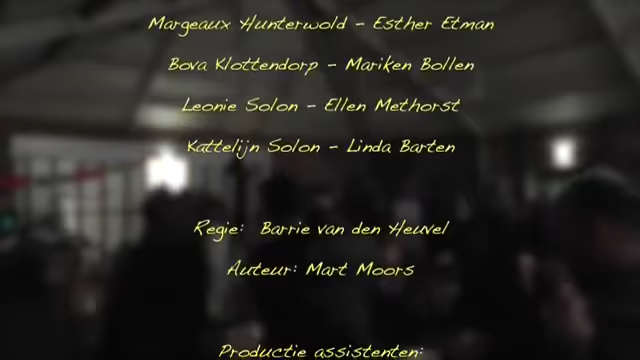 Margeaux Hunterwold - Esther Etman
Bova Klottendorp - Mariken Bollen
Leonie Solon - Ellen Methorst
Kattelijn Solon - Linda Barten
Regie: Barrie van den Heuvel
Auteur: Mart Moors
Productie assistenten: